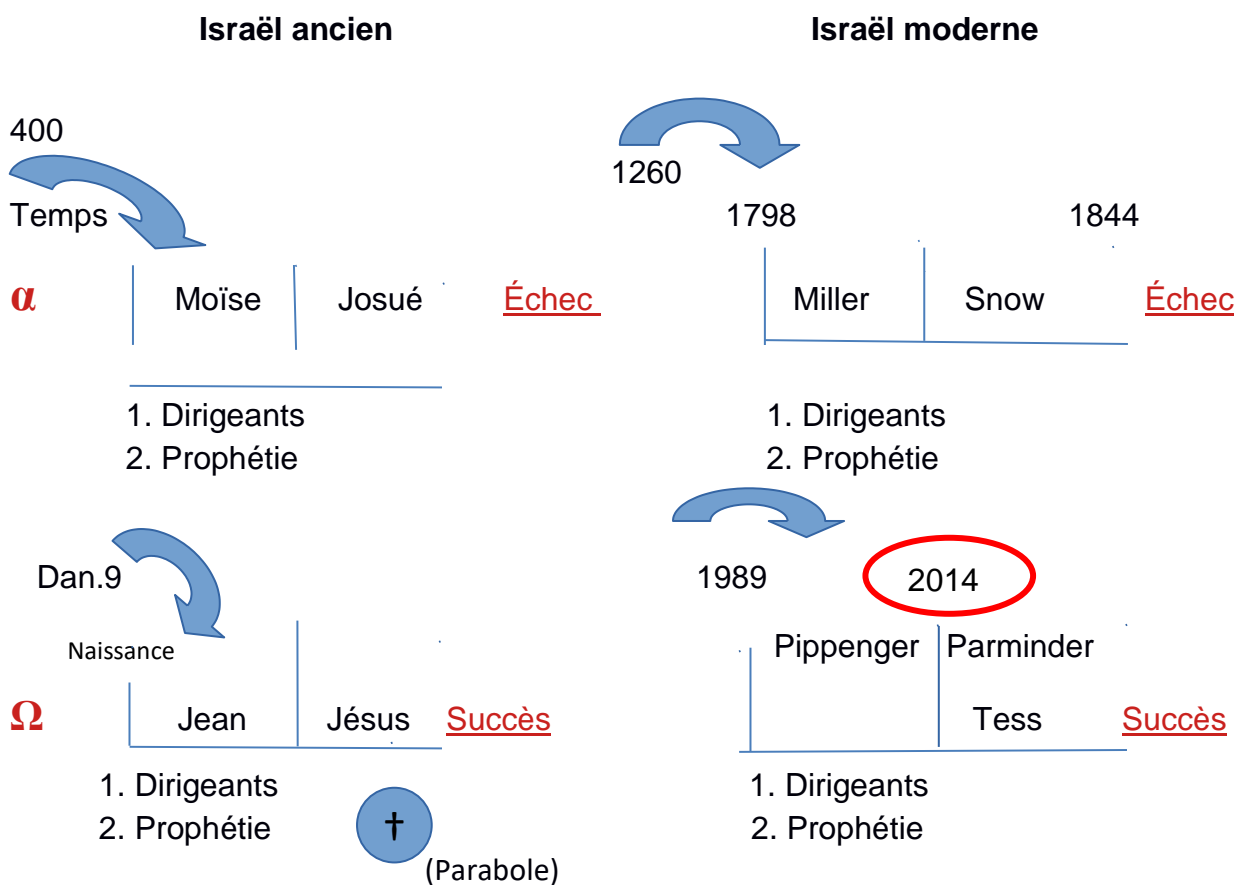 Israël ancien
Israël moderne
400
Temps
α
Moïse
Josué
Échec
1. Dirigeants
2. Prophétie
1260
1798
1844
Miller
Snow
Échec
1. Dirigeants
2. Prophétie
Dan.9
Naissance
Ω
Jean
Jésus
Succès
1. Dirigeants
2. Prophétie
†
(Parabole)
1989
2014
Pippenger
Parminder
Tess
Succès
1. Dirigeants
2. Prophétie